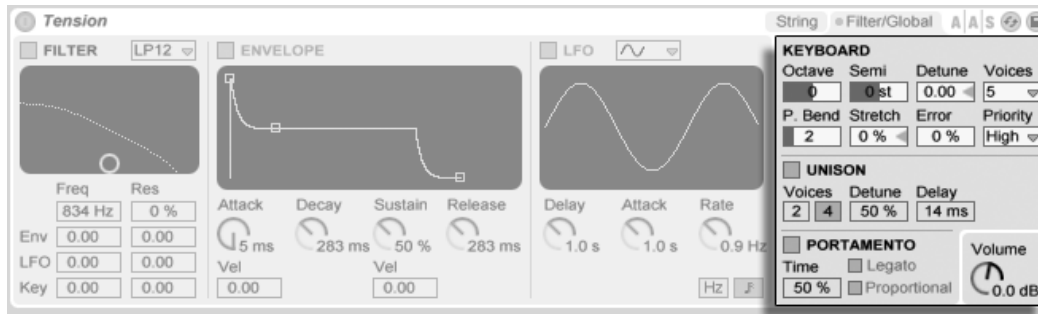 Tension
String Filter/Global A A S
FILTER LP12
Freq Res
834 Hz 0 %
Env 0.00 0.00
LFO 0.00 0.00
Key 0.00 0.00
ENVELOPE
Attack Decay Sustain Release
5 ms 283 ms 50 % 283 ms
Vel Vel
0.00 0.00
LFO
Delay Attack Rate
1.0 s 1.0 s 0.9 Hz
Hz
KEYBOARD
Octave Semi Detune Voices
0 0 st 0.00 5
P. Bend Stretch Error Priority
2 0 % 0 % High
UNISON
Voices Detune Delay
2 4 50 % 14 ms
PORTAMENTO
Time Legato
50 % Proportional
Volume
0.0 dB